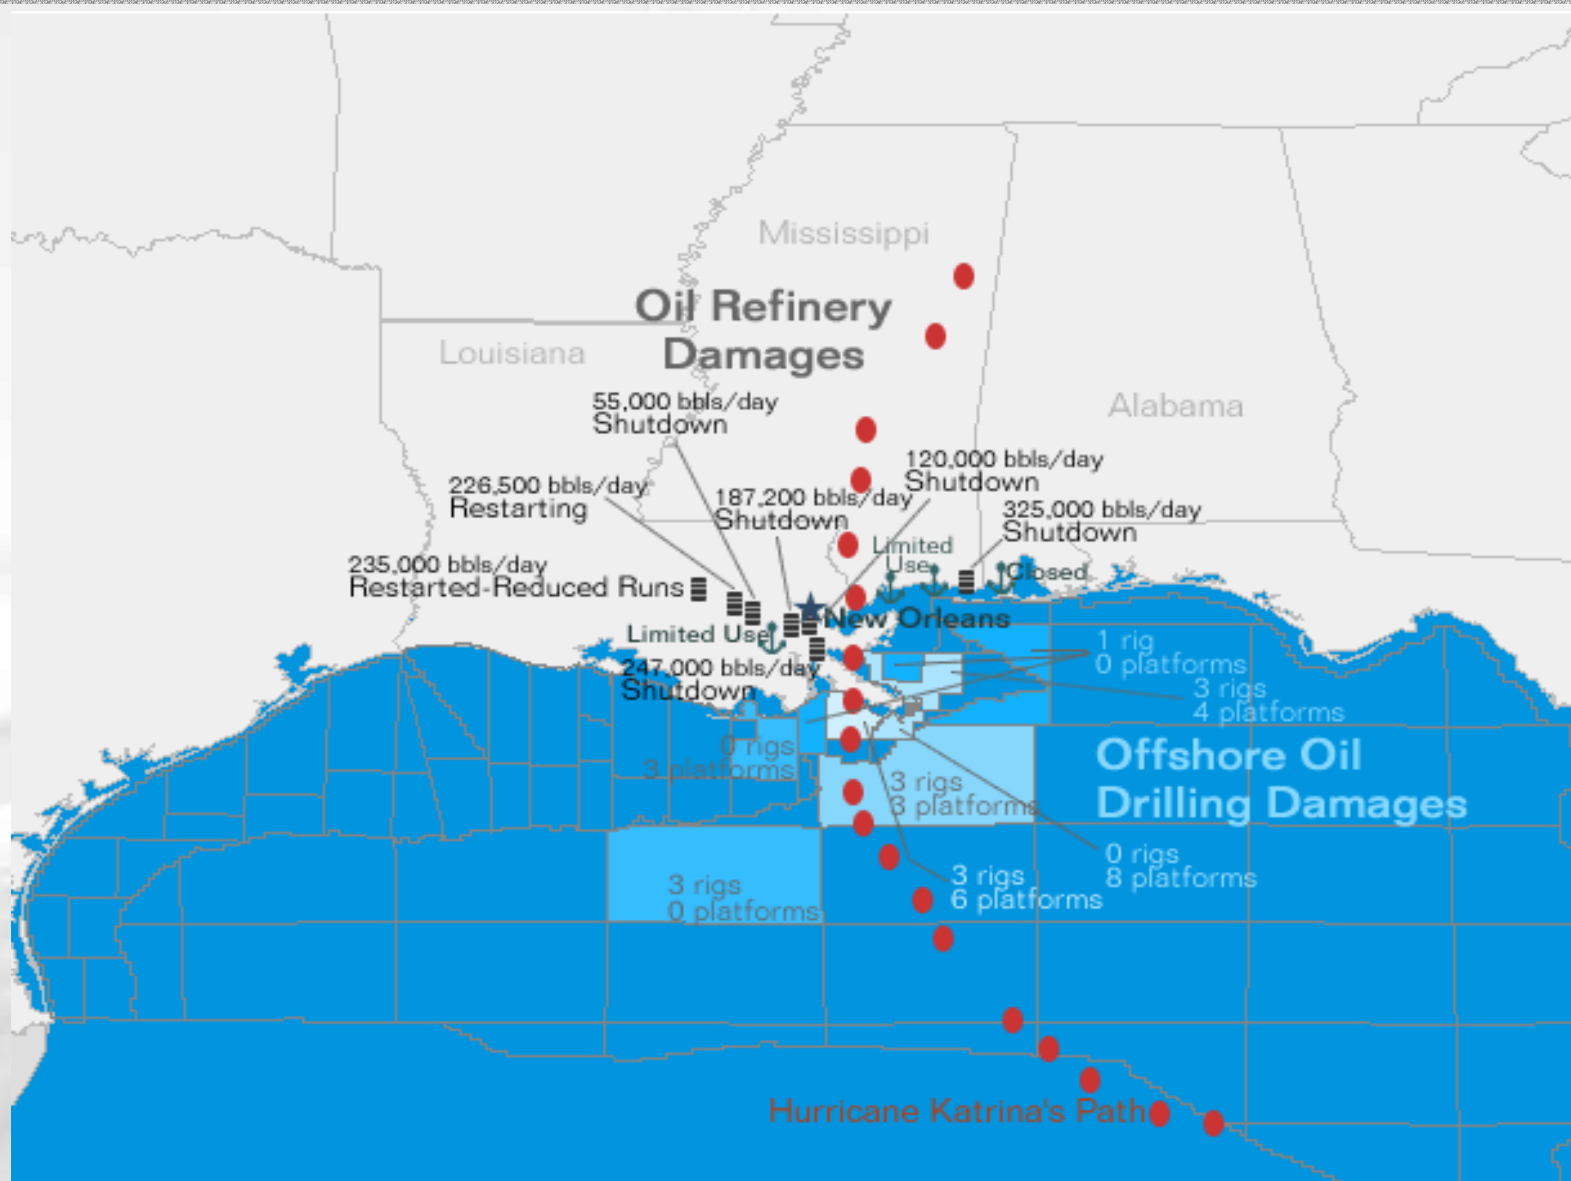 Mississippi
Oil Refinery
Damages
Louisiana
55,000 bbls/day
Shutdown
Alabama
120,000 bbls/day
Shutdown
226,500 bbls/day
Restarting
187,200 bbls/day
Shutdown
325,000 bbls/day
Shutdown
Limited
Use
235,000 bbls/day
Restarted-Reduced Runs
Closed
New Orleans
Limited Use
247,000 bbls/day
Shutdown
1 rig
0 platforms
3 rigs
4 platforms
0 rigs
3 platforms
Offshore Oil
Drilling Damages
3 rigs
3 platforms
0 rigs
8 platforms
3 rigs
6 platforms
3 rigs
0 platforms
Hurricane Katrina's Path